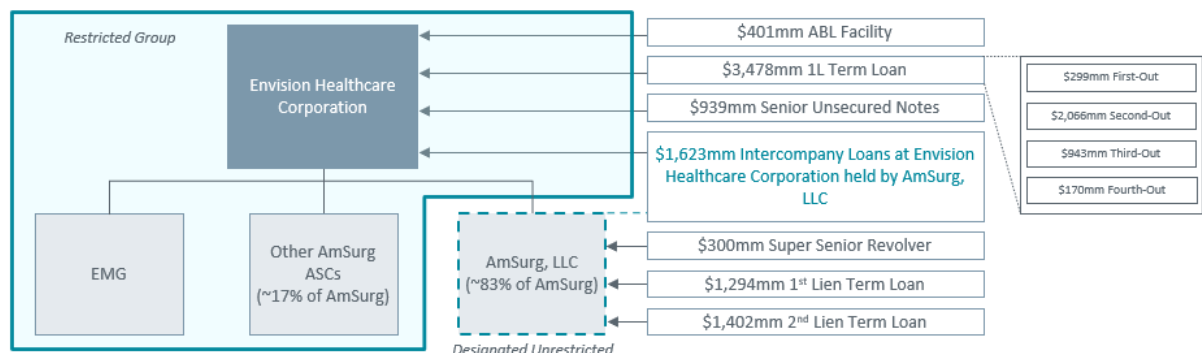 Restricted Group
Envision Healthcare
Corporation
$401mm ABL Facility
$3,478mm 1L Term Loan
$939mm Senior Unsecured Notes
$1,623mm Intercompany Loans at Envision
Healthcare Corporation held by AmSurg,
LLC
$299mm First-Out
$2,066mm Second-Out
$943mm Third-Out
$170mm Fourth-Out
EMG
Other AmSurg
ASCs
(~17% of AmSurg)
AmSurg, LLC
(~83% of AmSurg)
$300mm Super Senior Revolver
$1,294mm 1st Lien Term Loan
$1,402mm 2nd Lien Term Loan
Designated Unrestricted